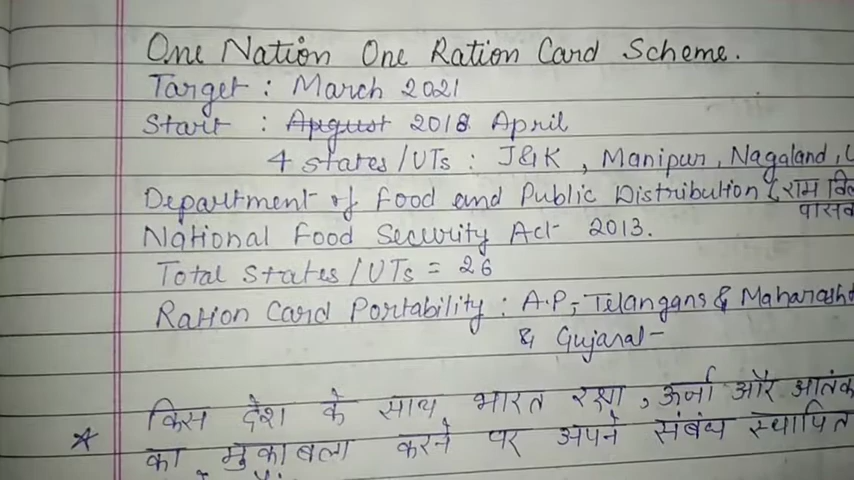 One Nation One Ration Card Scheme.
Target : March 2021
Start : August 2018 April
4 states/UTs : J&K, Manipur, Nagaland,
Department of Food and Public Distribution (राम
National Food Security Act 2013.
Total States/UTs = 26
Ration Card Portability : A.P-Telangans & Maharasht
& Gujarat-
* किस देश के साथ भारत रक्षा, ऊर्जा और आतंक
का मुकाबला करने पर अपने संबंध स्थापित